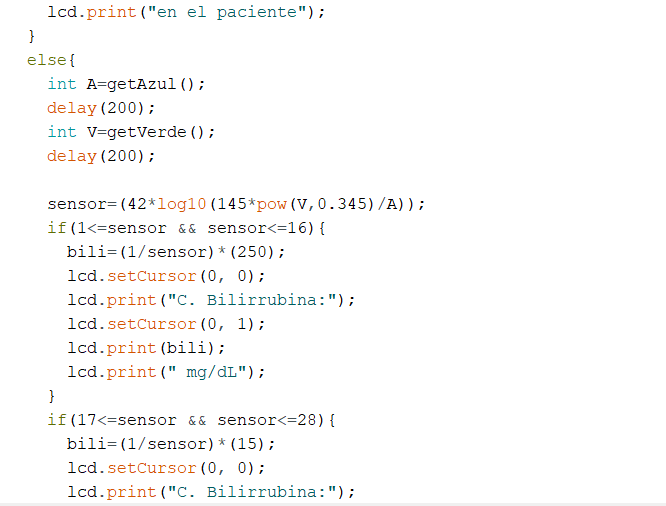 lcd.print("en el paciente");
}
else{
int A=getAzul();
delay(200);
int V=getVerde();
delay(200);
sensor=(42*log10(145*pow(V,0.345)/A));
if(1<=sensor && sensor<=16){
bili=(1/sensor)*(250);
lcd.setCursor(0, 0);
lcd.print("C. Bilirrubina:");
lcd.setCursor(0, 1);
lcd.print(bili);
lcd.print(" mg/dL");
}
if(17<=sensor && sensor<=28){
bili=(1/sensor)*(15);
lcd.setCursor(0, 0);
lcd.print("C. Bilirrubina:");